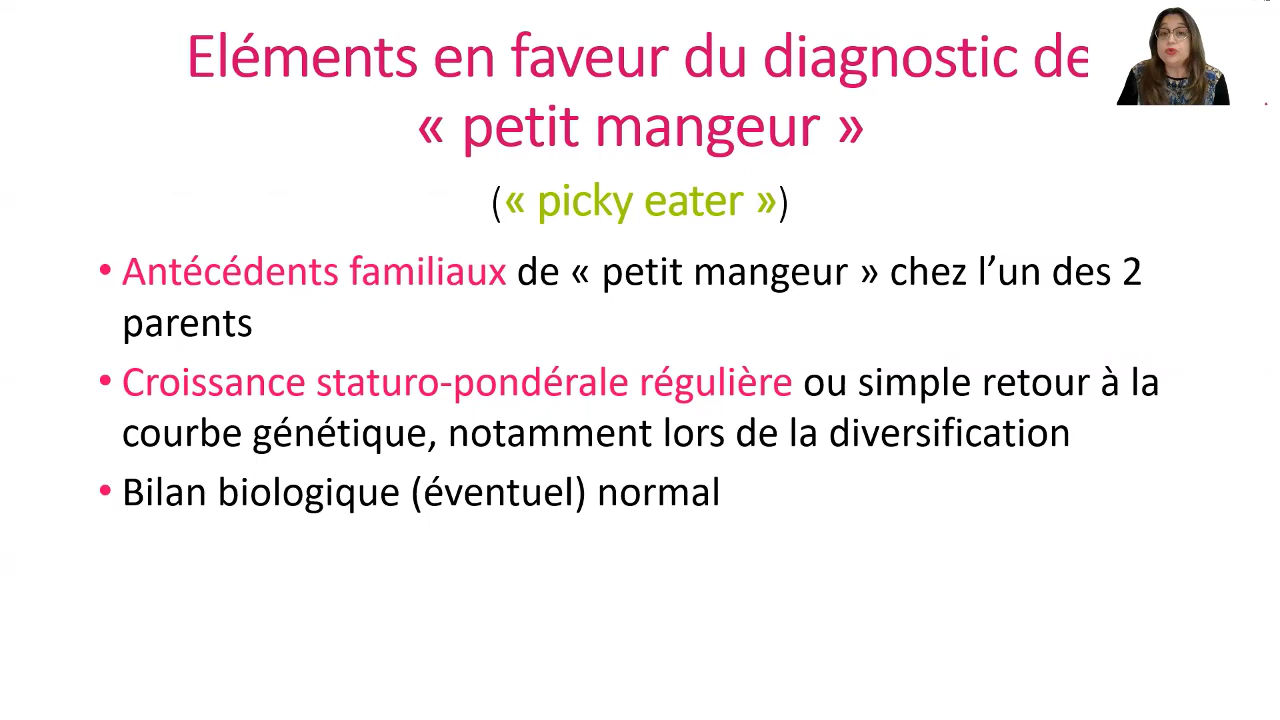 Eléments en faveur du diagnostic de
« petit mangeur »
(« picky eater »)
• Antécédents familiaux de « petit mangeur » chez l’un des 2
parents
• Croissance staturo-pondérale régulière ou simple retour à la
courbe génétique, notamment lors de la diversification
• Bilan biologique (éventuel) normal